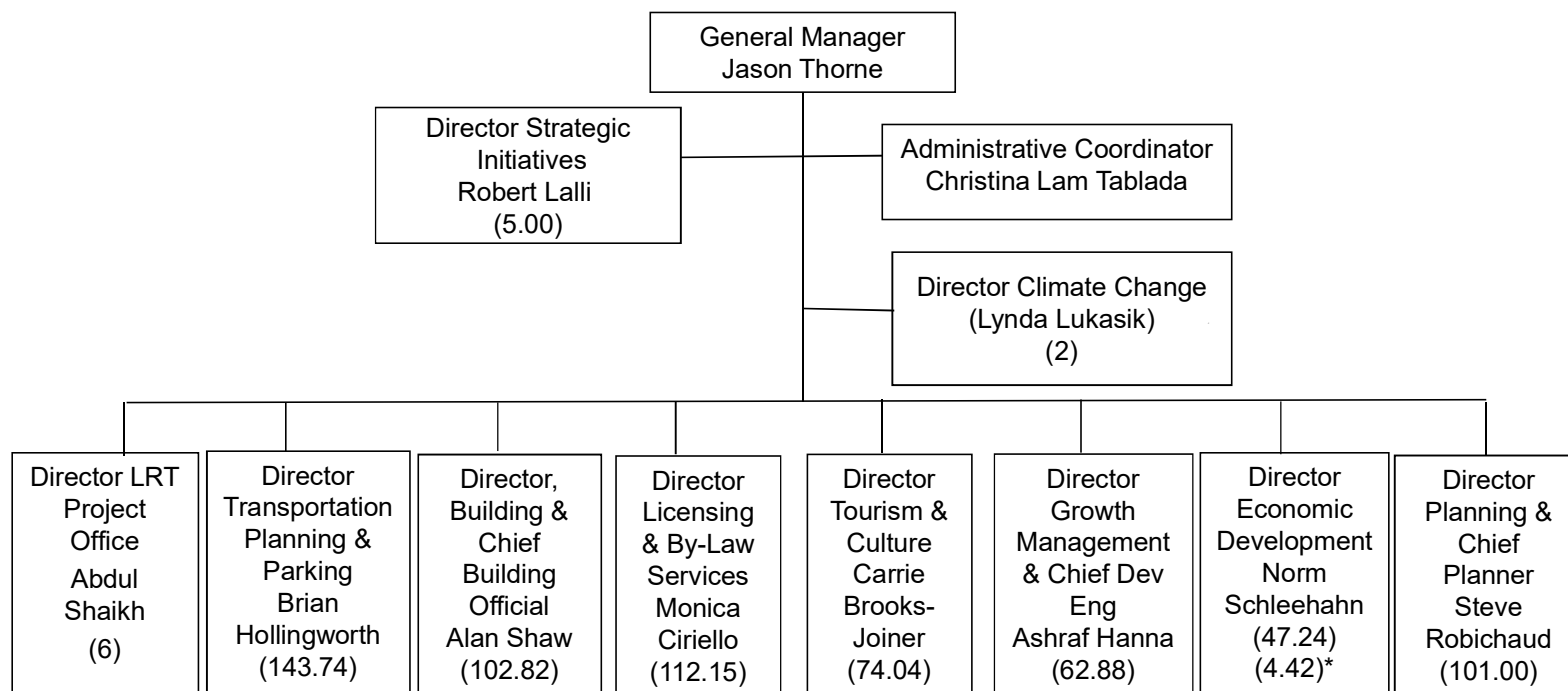 General Manager
Jason Thorne
Director Strategic
Initiatives
Robert Lalli
(5.00)
Administrative Coordinator
Christina Lam Tablada
Director Climate Change
(Lynda Lukasik)
(2)
Director LRT
Project
Office
Abdul
Shaikh
(6)
Director
Transportation
Planning &
Parking
Brian
Hollingworth
(143.74)
Director,
Building &
Chief
Building
Official
Alan Shaw
(102.82)
Director
Licensing
& By-Law
Services
Monica
Ciriello
(112.15)
Director
Tourism &
Culture
Carrie
Brooks-
Joiner
(74.04)
Director
Growth
Management
& Chief Dev
Eng
Ashraf Hanna
(62.88)
Director
Economic
Development
Norm
Schleehahn
(47.24)
(4.42)*
Director
Planning &
Chief
Planner
Steve
Robichaud
(101.00)